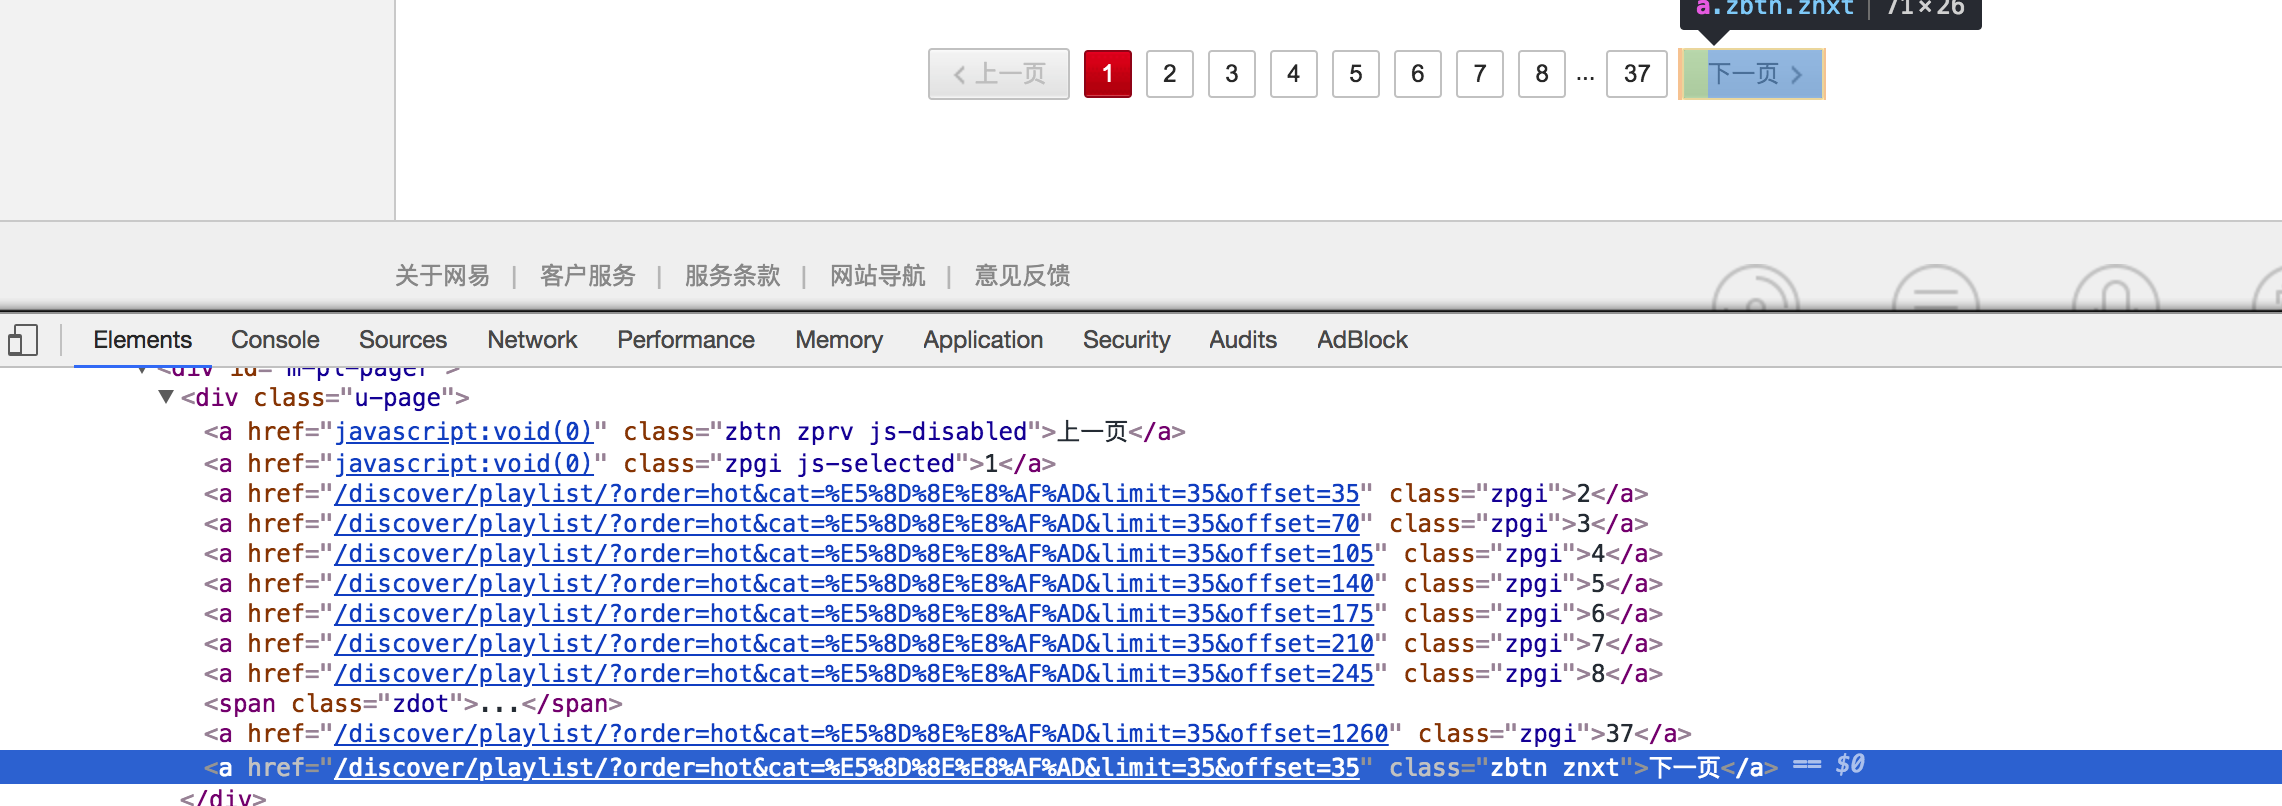 a.zbtn.znxt | 71×26
上一页 1 2 3 4 5 6 7 8 ... 37 下一页
关于网易 | 客户服务 | 服务条款 | 网站导航 | 意见反馈
Elements Console Sources Network Performance Memory Application Security Audits AdBlock
<div id="m-pl-pager">
<div class="u-page">
<a href="javascript:void(0)" class="zbtn zprv js-disabled">上一页</a>
<a href="javascript:void(0)" class="zpgi js-selected">1</a>
<a href="/discover/playlist/?order=hot&cat=%E5%8D%8E%E8%AF%AD&limit=35&offset=35" class="zpgi">2</a>
<a href="/discover/playlist/?order=hot&cat=%E5%8D%8E%E8%AF%AD&limit=35&offset=70" class="zpgi">3</a>
<a href="/discover/playlist/?order=hot&cat=%E5%8D%8E%E8%AF%AD&limit=35&offset=105" class="zpgi">4</a>
<a href="/discover/playlist/?order=hot&cat=%E5%8D%8E%E8%AF%AD&limit=35&offset=140" class="zpgi">5</a>
<a href="/discover/playlist/?order=hot&cat=%E5%8D%8E%E8%AF%AD&limit=35&offset=175" class="zpgi">6</a>
<a href="/discover/playlist/?order=hot&cat=%E5%8D%8E%E8%AF%AD&limit=35&offset=210" class="zpgi">7</a>
<a href="/discover/playlist/?order=hot&cat=%E5%8D%8E%E8%AF%AD&limit=35&offset=245" class="zpgi">8</a>
<span class="zdot">...</span>
<a href="/discover/playlist/?order=hot&cat=%E5%8D%8E%E8%AF%AD&limit=35&offset=1260" class="zpgi">37</a>
<a href="/discover/playlist/?order=hot&cat=%E5%8D%8E%E8%AF%AD&limit=35&offset=35" class="zbtn znxt">下一页</a> == $0
</div>